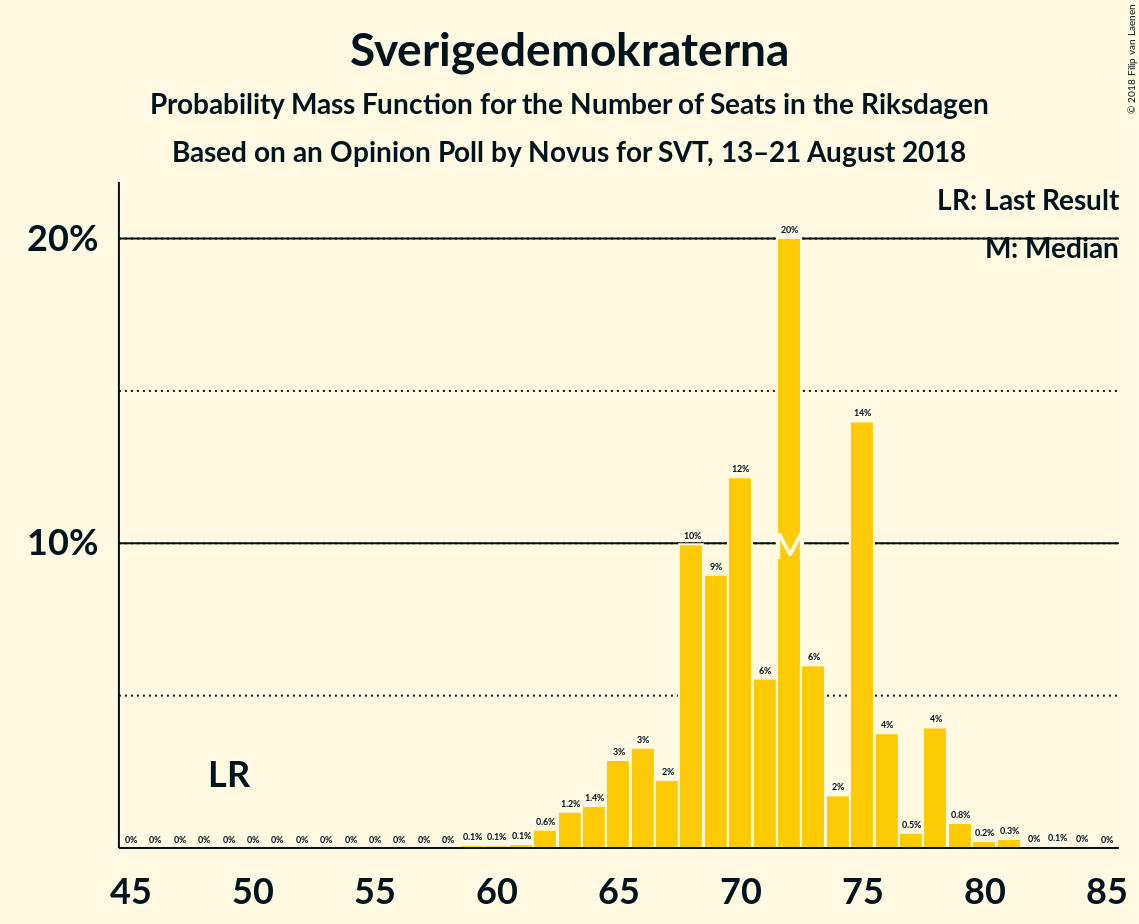 Sverigedemokraterna
Probability Mass Function for the Number of Seats in the Riksdagen
Based on an Opinion Poll by Novus for SVT, 13–21 August 2018
© 2018 Filip van Laenen
LR: Last Result
M: Median
20%
10%
LR
M
0% 0% 0% 0% 0% 0% 0% 0% 0% 0% 0% 0% 0% 0% 0.1% 0.1% 0.1% 0.6% 1.2% 1.4% 3% 3% 2% 10% 9% 12% 6% 20% 6% 2% 14% 4% 0.5% 4% 0.8% 0.2% 0.3% 0% 0.1% 0% 0%
45 50 55 60 65 70 75 80 85